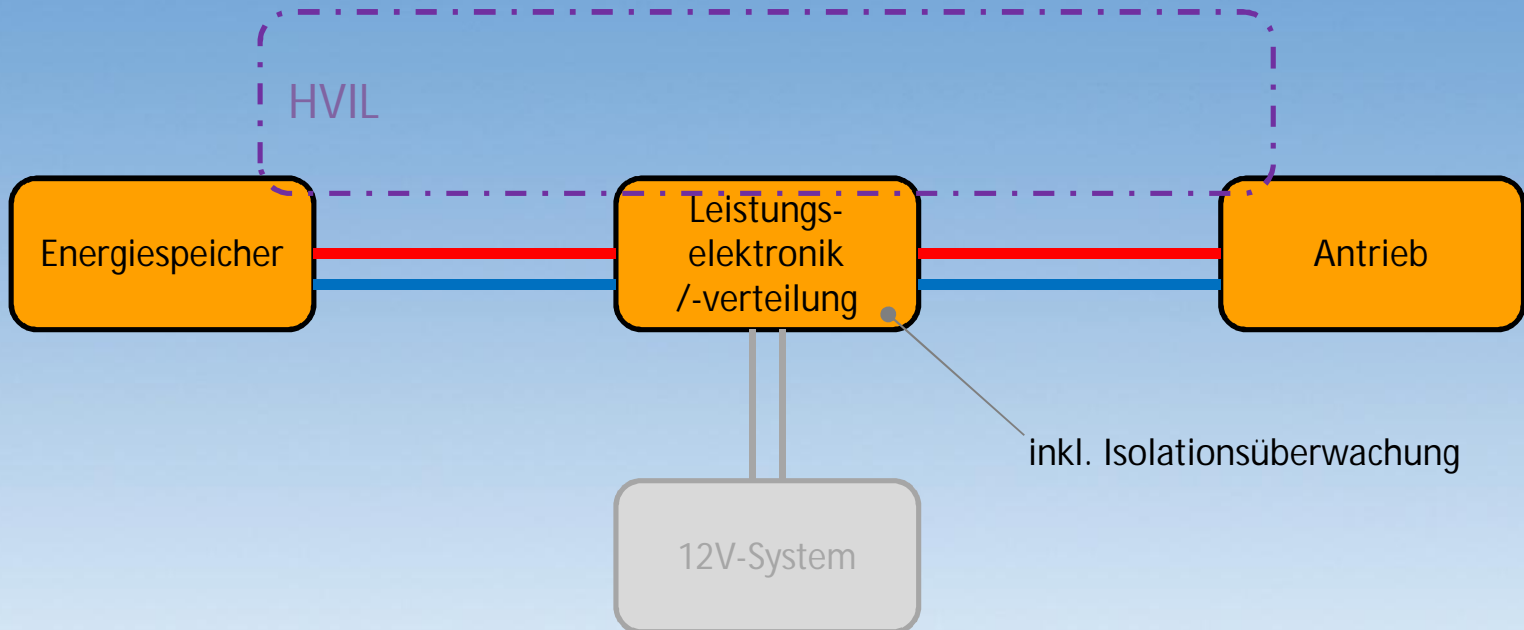 HVIL
Energiespeicher
Leistungs-
elektronik
/-verteilung
Antrieb
inkl. Isolationsüberwachung
12V-System